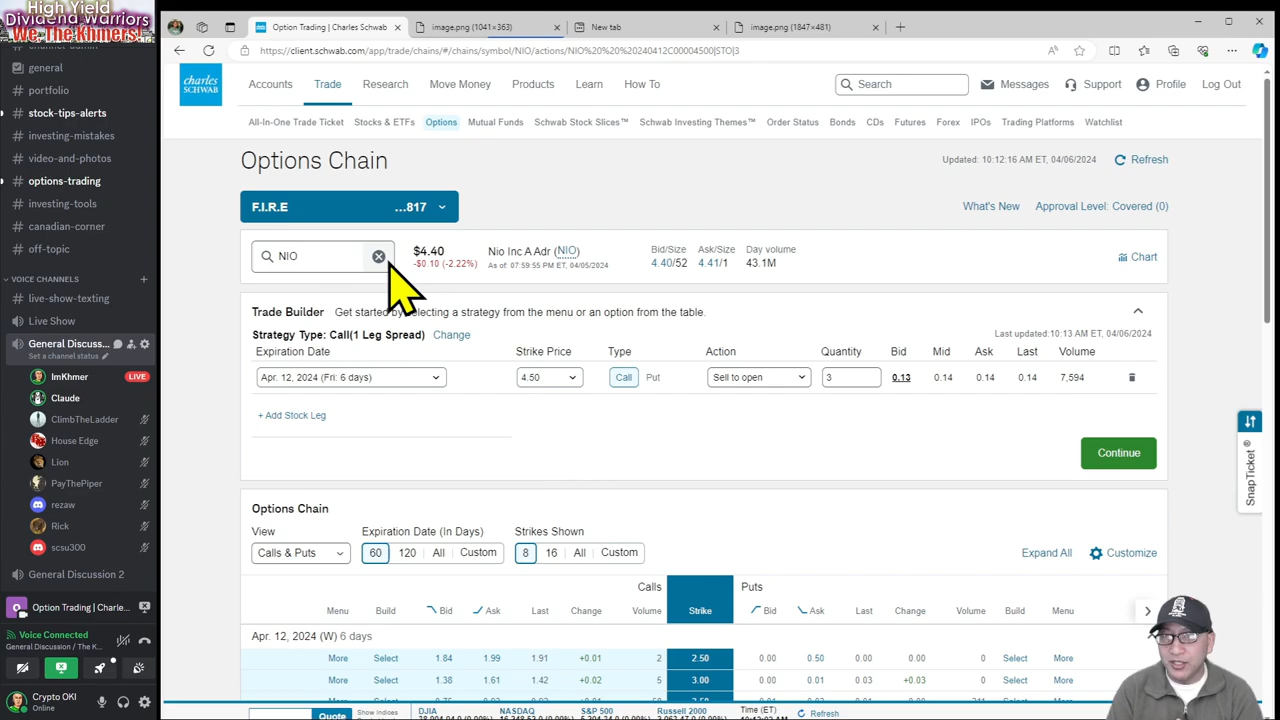 High Yield
Dividend Warriors
We. The Khmers!
general
portfolio
stock-tips-alerts
investing-mistakes
video-and-photos
options-trading
investing-tools
canadian-corner
off-topic
VOICE CHANNELS
live-show-texting
Live Show
General Discuss...
Set a channel status
ImKhmer LIVE
Claude
ClimbTheLadder
House Edge
Lion
PayThePiper
rezaw
Rick
scsu300
General Discussion 2
Option Trading | Charle...
Voice Connected
General Discussion / The K...
Crypto OKI
Online
Option Trading | Charles Schwab
image.png (1041×363)
New tab
image.png (1847×481)
https://client.schwab.com/app/trade/chains/#/chains/symbol/NIO/actions/NIO%20%20%20240412C00004500|STO|3
charles
SCHWAB
Accounts Trade Research Move Money Products Learn How To
Search
Messages Support Profile Log Out
All-In-One Trade Ticket Stocks & ETFs Options Mutual Funds Schwab Stock Slices™ Schwab Investing Themes™ Order Status Bonds CDs Futures Forex IPOs Trading Platforms Watchlist
Options Chain
Updated: 10:12:16 AM ET, 04/06/2024 Refresh
F.I.R.E ...817
What's New Approval Level: Covered (0)
NIO
$4.40
-$0.10 (-2.22%)
Nio Inc A Adr (NIO)
As of: 07:59:55 PM ET, 04/05/2024
Bid/Size Ask/Size Day volume
4.40/52 4.41/1 43.1M
Chart
Trade Builder Get started by selecting a strategy from the menu or an option from the table.
Strategy Type: Call(1 Leg Spread) Change
Last updated:10:13 AM ET, 04/06/2024
Expiration Date Strike Price Type Action Quantity Bid Mid Ask Last Volume
Apr. 12, 2024 (Fri: 6 days) 4.50 Call Put Sell to open 3 0.13 0.14 0.14 0.14 7,594
+ Add Stock Leg
Continue
SnapTicket®
Options Chain
View Expiration Date (In Days) Strikes Shown
Calls & Puts 60 120 All Custom 8 16 All Custom
Expand All Customize
Calls Puts
Menu Build Bid Ask Last Change Volume Strike Bid Ask Last Change Volume Build Menu
Apr. 12, 2024 (W) 6 days
More Select 1.84 1.99 1.91 +0.01 2 2.50 0.00 0.50 0.00 0.00 0 Select More
More Select 1.38 1.61 1.42 +0.02 5 3.00 0.00 0.01 0.03 +0.03 0 Select More
Quote
Show Indices
DJIA NASDAQ S&P 500 Russell 2000 Time (ET)
Refresh